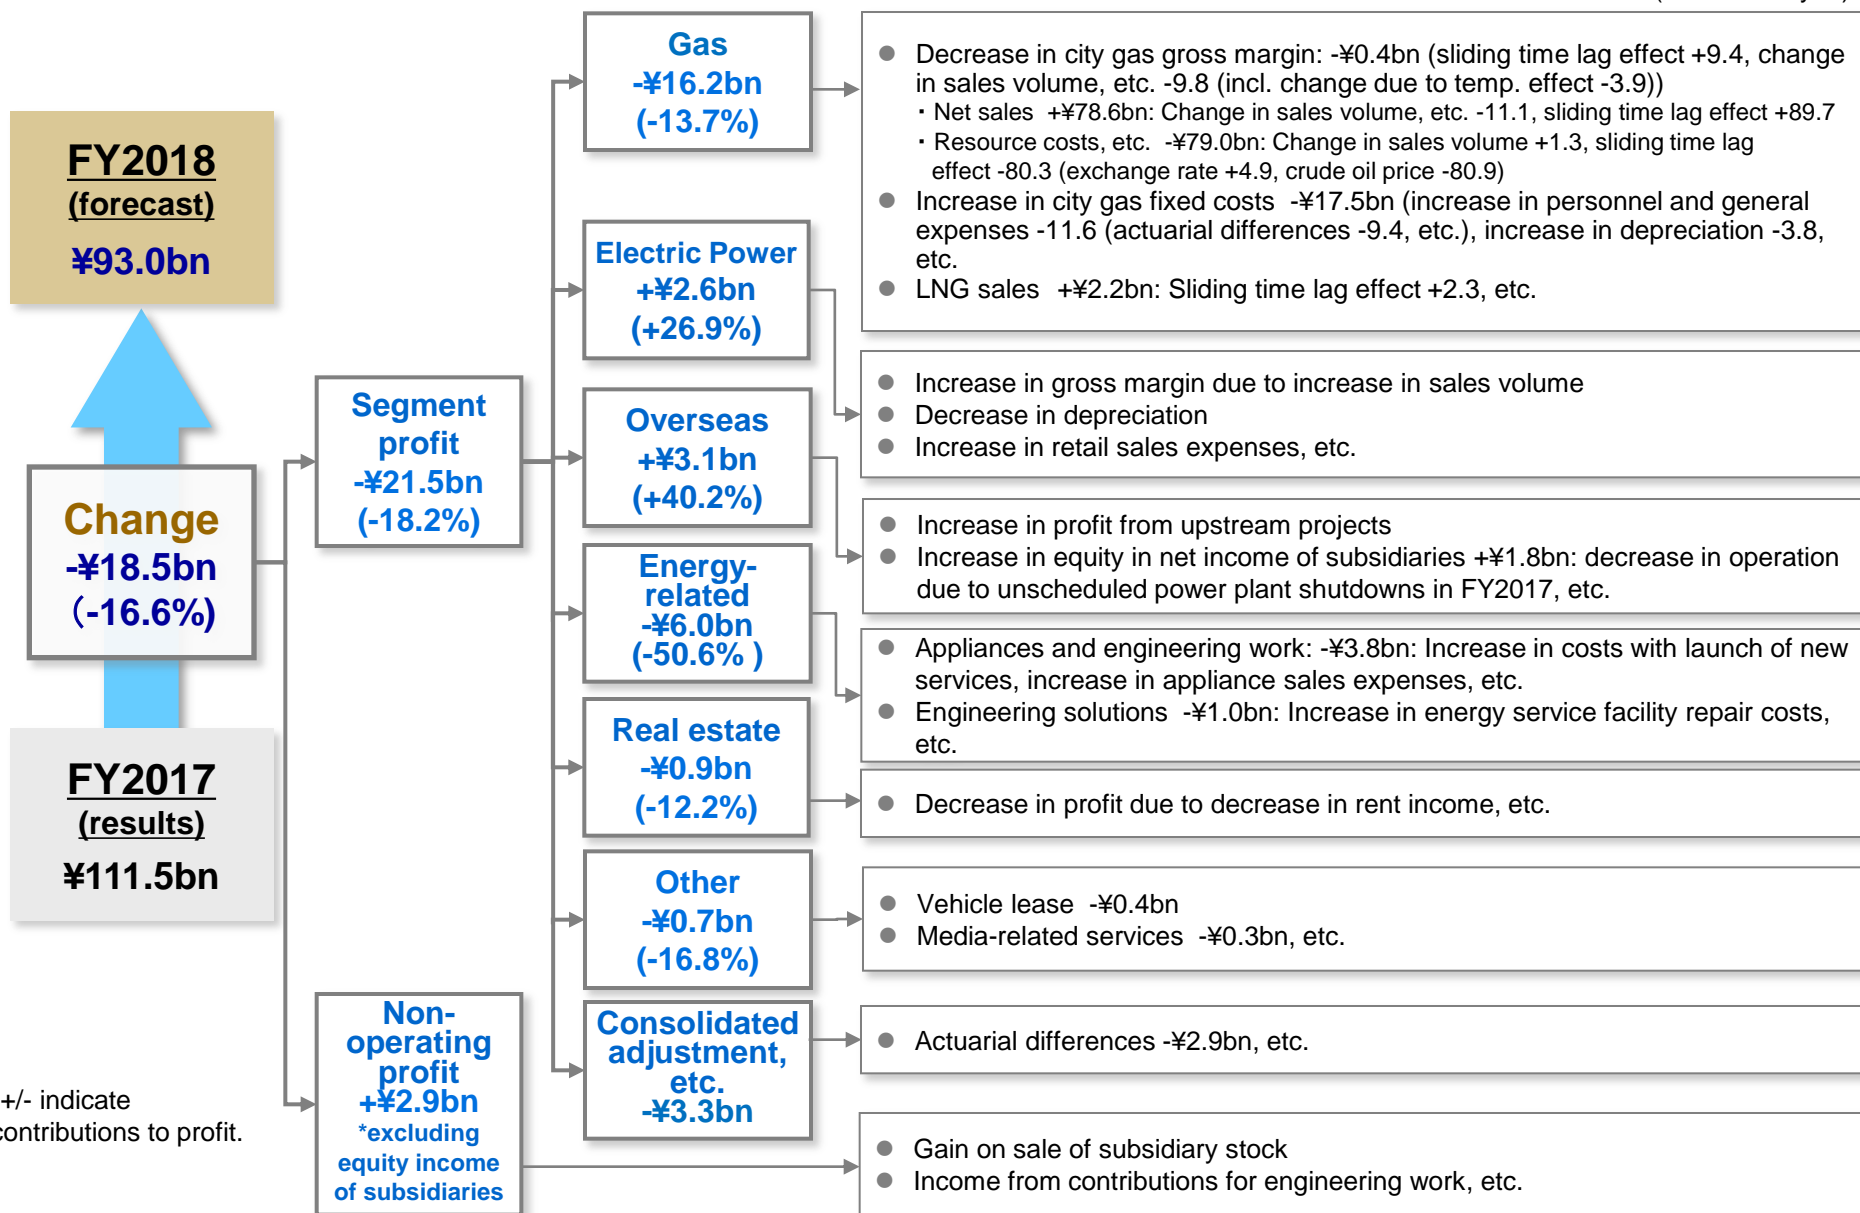 FY2018
(forecast)
¥93.0bn
Change
-¥18.5bn
(-16.6%)
FY2017
(results)
¥111.5bn
+/- indicate
contributions to profit.
Segment
profit
-¥21.5bn
(-18.2%)
Non-
operating
profit
+¥2.9bn
*excluding
equity income
of subsidiaries
Gas
-¥16.2bn
(-13.7%)
Electric Power
+¥2.6bn
(+26.9%)
Overseas
+¥3.1bn
(+40.2%)
Energy-
related
-¥6.0bn
(-50.6% )
Real estate
-¥0.9bn
(-12.2%)
Other
-¥0.7bn
(-16.8%)
Consolidated
adjustment,
etc.
-¥3.3bn
● Decrease in city gas gross margin: -¥0.4bn (sliding time lag effect +9.4, change
in sales volume, etc. -9.8 (incl. change due to temp. effect -3.9))
・Net sales +¥78.6bn: Change in sales volume, etc. -11.1, sliding time lag effect +89.7
・Resource costs, etc. -¥79.0bn: Change in sales volume +1.3, sliding time lag
effect -80.3 (exchange rate +4.9, crude oil price -80.9)
● Increase in city gas fixed costs -¥17.5bn (increase in personnel and general
expenses -11.6 (actuarial differences -9.4, etc.), increase in depreciation -3.8,
etc.
● LNG sales +¥2.2bn: Sliding time lag effect +2.3, etc.
● Increase in gross margin due to increase in sales volume
● Decrease in depreciation
● Increase in retail sales expenses, etc.
● Increase in profit from upstream projects
● Increase in equity in net income of subsidiaries +¥1.8bn: decrease in operation
due to unscheduled power plant shutdowns in FY2017, etc.
● Appliances and engineering work: -¥3.8bn: Increase in costs with launch of new
services, increase in appliance sales expenses, etc.
● Engineering solutions -¥1.0bn: Increase in energy service facility repair costs,
etc.
● Decrease in profit due to decrease in rent income, etc.
● Vehicle lease -¥0.4bn
● Media-related services -¥0.3bn, etc.
● Actuarial differences -¥2.9bn, etc.
● Gain on sale of subsidiary stock
● Income from contributions for engineering work, etc.